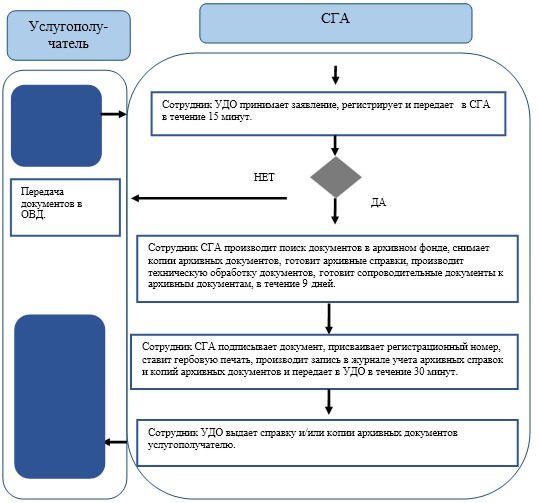 Услугополу-
чатель
СГА
Сотрудник УДО принимает заявление, регистрирует и передает в СГА
в течение 15 минут.
НЕТ
ДА
Передача
документов в
ОВД.
Сотрудник СГА производит поиск документов в архивном фонде, снимает
копии архивных документов, готовит архивные справки, производит
техническую обработку документов, готовит сопроводительные документы к
архивным документам, в течение 9 дней.
Сотрудник СГА подписывает документ, присваивает регистрационный номер,
ставит гербовую печать, производит запись в журнале учета архивных справок
и копий архивных документов и передает в УДО в течение 30 минут.
Сотрудник УДО выдает справку и/или копии архивных документов
услугополучателю.